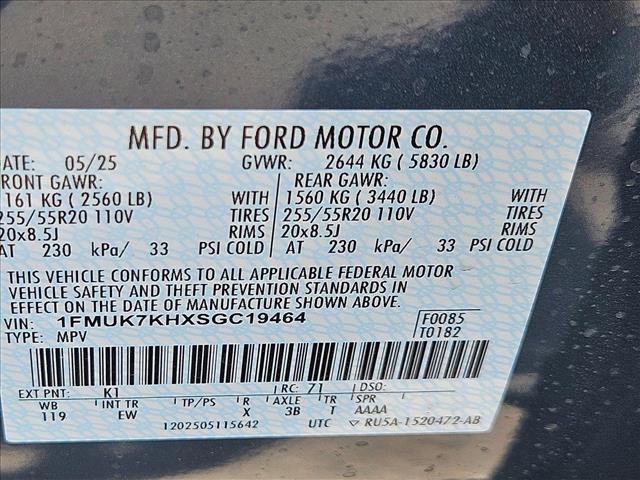 MFD. BY FORD MOTOR CO.
DATE: 05/25 GVWR: 2644 KG ( 5830 LB)
FRONT GAWR: REAR GAWR:
161 KG ( 2560 LB) WITH 1560 KG ( 3440 LB) WITH
255/55R20 110V TIRES 255/55R20 110V TIRES
20x8.5J RIMS 20x8.5J RIMS
AT 230 kPa/ 33 PSI COLD AT 230 kPa/ 33 PSI COLD
THIS VEHICLE CONFORMS TO ALL APPLICABLE FEDERAL MOTOR
VEHICLE SAFETY AND THEFT PREVENTION STANDARDS IN
EFFECT ON THE DATE OF MANUFACTURE SHOWN ABOVE.
VIN: 1FMUK7KHXSGC19464 F0085
TYPE: MPV T0182
EXT PNT: K1 RC: 71 DSO:
WB INT TR TP/PS R AXLE TR SPR
119 EW X 3B T AAAA
1202505115642 UTC ▽ RU5A-1520472-AB